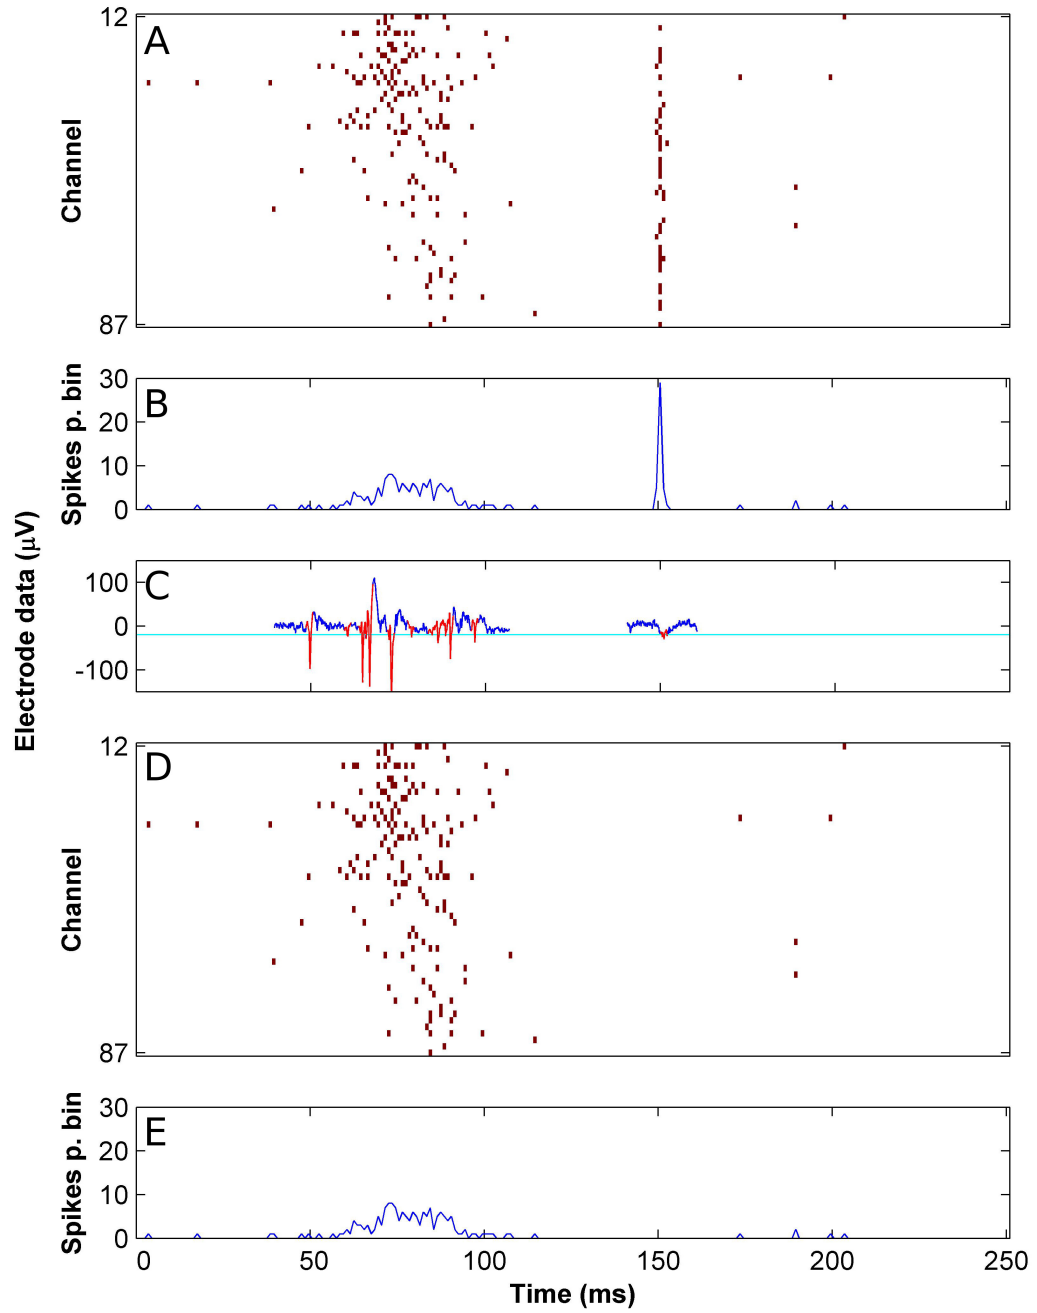 12
A
Channel
87
30
B
20
10
0
Spikes p. bin
100
C
0
-100
Electrode data (μV)
12
D
Channel
87
30
E
20
10
0
Spikes p. bin
0 50 100 150 200 250
Time (ms)